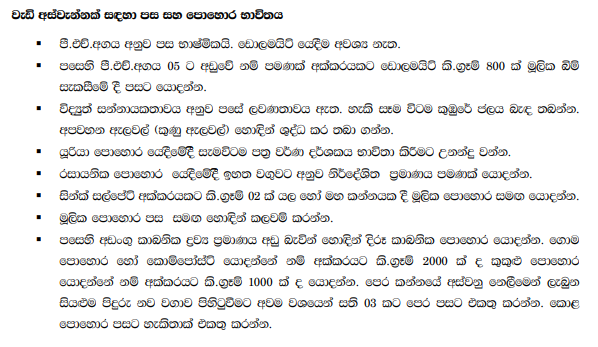 වැඩි අස්වැන්නක් සඳහා පස සහ පොහොර භාවිතය
▪ පී.එච්.අගය අනුව පස භාෂ්මිකයි. ඩොලමයිට් යෙදීම අවශ්‍ය නැත.
▪ පසෙහි පී.එච්.අගය 05 ට අඩුවේ නම් පමණක් අක්කරයකට ඩොලමයිට් කි.ග්‍රෑම් 800 ක් මූලික බිම්
සැකසීමේ දී පසට යොදන්න.
▪ විද්‍යුත් සන්නායකතාවය අනුව පසේ ලවණතාවය ඇත. හැකි සෑම විටම කුඹුරේ ජලය බැඳ තබන්න.
අපවහන ඇලවල් (කුණු ඇලවල්) හොඳින් ශුද්ධ කර තබා ගන්න.
▪ යූරියා පොහොර යෙදීමේදී සැමවිටම පත්‍ර වර්ණ දර්ශකය භාවිතා කිරීමට උනන්දු වන්න.
▪ රසායනික පොහොර යෙදීමේදී ඉහත වගුවට අනුව නිර්දේශිත ප්‍රමාණය පමණක් යොදන්න.
▪ සින්ක් සල්පේට් අක්කරයකට කි.ග්‍රෑම් 02 ක් යල හෝ මහ කන්නයක දී මූලික පොහොර සමඟ යොදන්න.
▪ මූලික පොහොර පස සමඟ හොඳින් කලවම් කරන්න.
▪ පසෙහි අඩංගු කාබනික ද්‍රව්‍ය ප්‍රමාණය අඩු බැවින් හොඳින් දිරූ කාබනික පොහොර යොදන්න. ගොම
පොහොර හෝ කොම්පෝස්ට් යොදන්නේ නම් අක්කරයකට කි.ග්‍රෑම් 2000 ක් ද කුකුළු පොහොර
යොදන්නේ නම් අක්කරයකට කි.ග්‍රෑම් 1000 ක් ද යොදන්න. පෙර කන්නයේ අස්වනු නෙලීමෙන් ලැබුන
සියළුම පිදුරු නව වගාව පිහිටුවීමට අවම වශයෙන් සති 03 කට පෙර පසට එකතු කරන්න. කොළ
පොහොර පසට හැකිතාක් එකතු කරන්න.